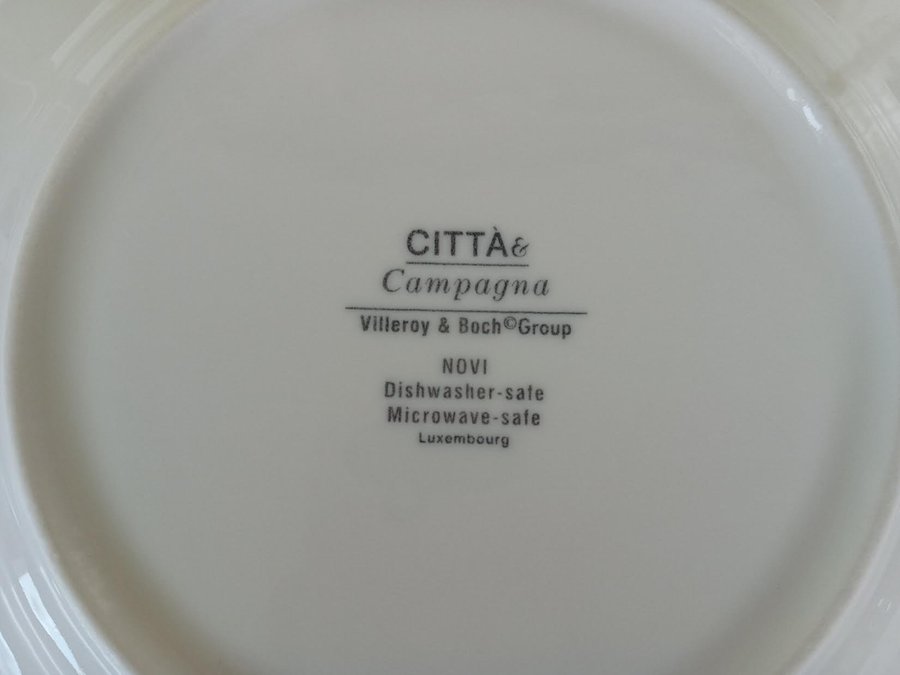 CITTÀ&
Campagna
Villeroy & Boch©Group
NOVI
Dishwasher-safe
Microwave-safe
Luxembourg